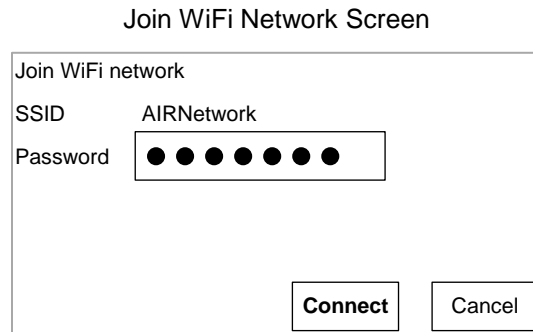 Join WiFi Network Screen
Join WiFi network
SSID AIRNetwork
Password ●●●●●●●
Connect Cancel